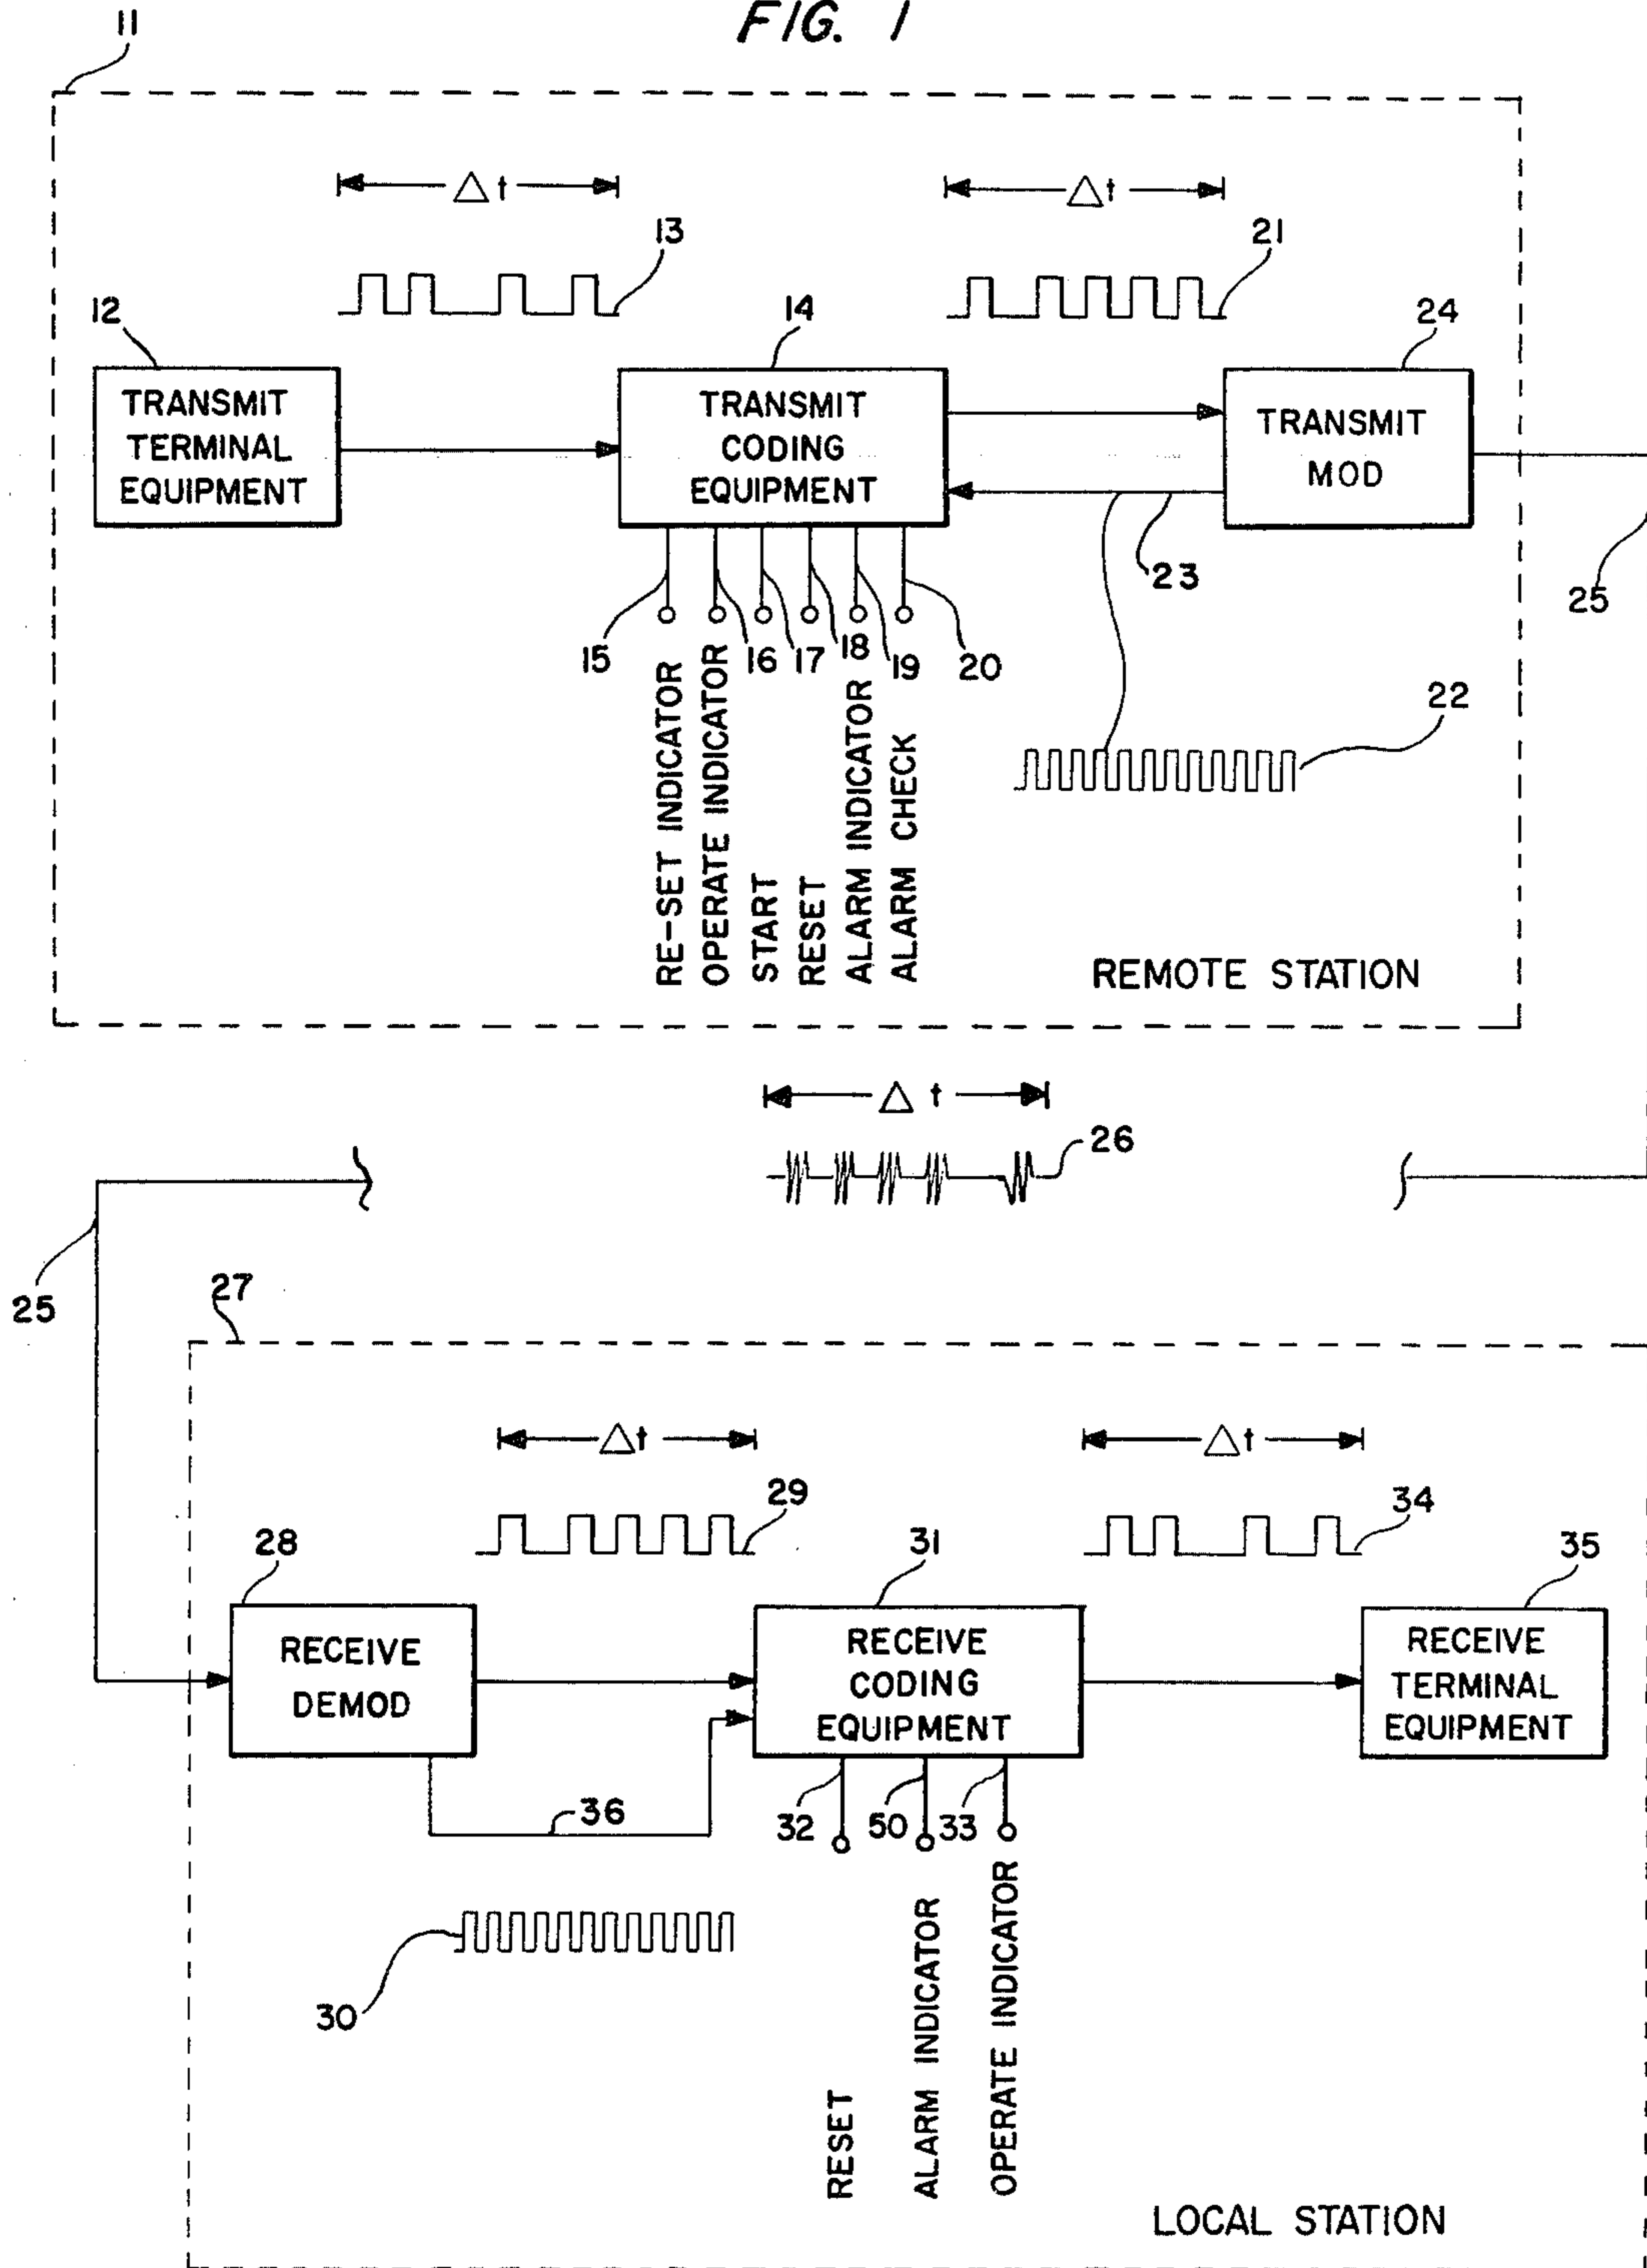 FIG. 1
11
Δt
Δt
13
21
12
14
24
TRANSMIT
TERMINAL
EQUIPMENT
TRANSMIT
CODING
EQUIPMENT
TRANSMIT
MOD
23
25
15
16
17
18
19
20
22
RE-SET INDICATOR
OPERATE INDICATOR
START
RESET
ALARM INDICATOR
ALARM CHECK
REMOTE STATION
Δ t
26
25
27
Δt
Δt
29
34
28
31
35
RECEIVE
DEMOD
RECEIVE
CODING
EQUIPMENT
RECEIVE
TERMINAL
EQUIPMENT
36
32
50
33
30
RESET
ALARM INDICATOR
OPERATE INDICATOR
LOCAL STATION